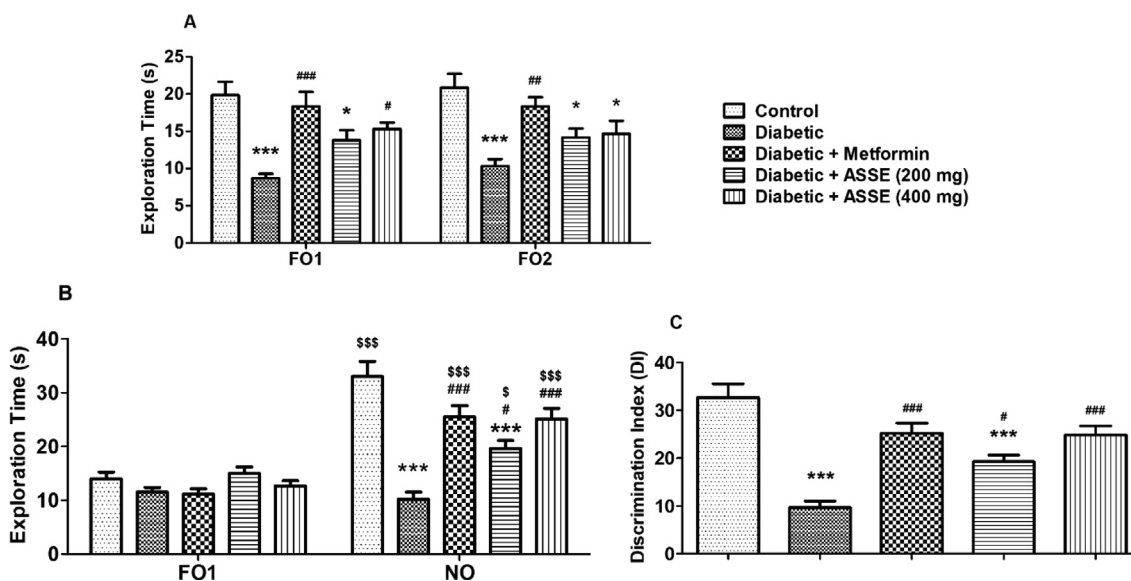 A
Exploration Time (s)
25
20
15
10
5
0
***
###
*
#
***
##
*
*
FO1
FO2
Control
Diabetic
Diabetic + Metformin
Diabetic + ASSE (200 mg)
Diabetic + ASSE (400 mg)
B
Exploration Time (s)
40
30
20
10
0
$$$
***
$$$
###
$
#
***
$$$
###
FO1
NO
C
Discrimination Index (DI)
40
30
20
10
0
***
###
#
***
###